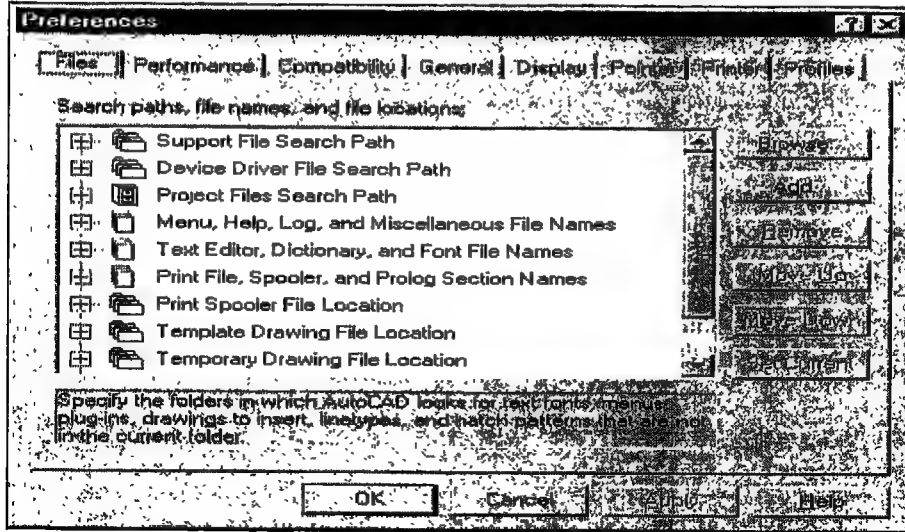 Preferences
Files Performance Compatibility General Display Pointer Printer Profiles
Search paths, file names, and file locations:
Support File Search Path
Device Driver File Search Path
Project Files Search Path
Menu, Help, Log, and Miscellaneous File Names
Text Editor, Dictionary, and Font File Names
Print File, Spooler, and Prolog Section Names
Print Spooler File Location
Template Drawing File Location
Temporary Drawing File Location
Browse...
Add...
Remove
Move Up
Move Down
Set Current
Specify the folders in which AutoCAD looks for text fonts, menus,
plug-ins, drawings to insert, linetypes, and hatch patterns that are not
in the current folder.
OK Cancel Apply Help